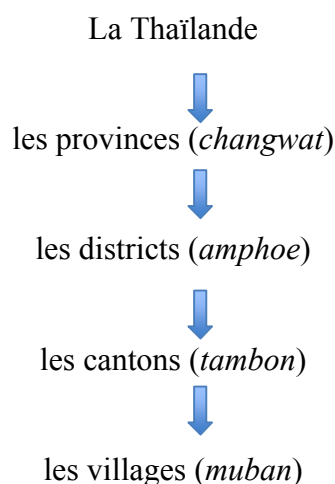 La Thaïlande
les provinces (changwat)
les districts (amphoe)
les cantons (tambon)
les villages (muban)